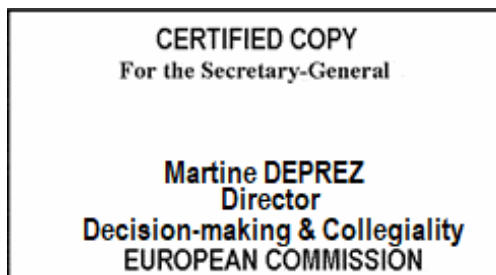 CERTIFIED COPY
For the Secretary-General
Martine DEPREZ
Director
Decision-making & Collegiality
EUROPEAN COMMISSION